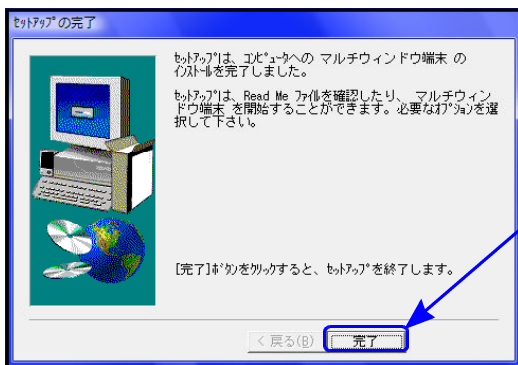 ｾｯﾄｱｯﾌﾟの完了
ｾｯﾄｱｯﾌﾟは、ｺﾝﾋﾟｭｰﾀへの マルチウィンドウ端末 の
ｲﾝｽﾄｰﾙを完了しました。
ｾｯﾄｱｯﾌﾟは、Read Me ﾌｧｲﾙを確認したり、 マルチウィン
ドウ端末 を開始することができます。必要なｵﾌﾟｼｮﾝを選
択して下さい。
[完了]ﾎﾞﾀﾝをｸﾘｯｸすると、ｾｯﾄｱｯﾌﾟを終了します。
< 戻る(B)
完了